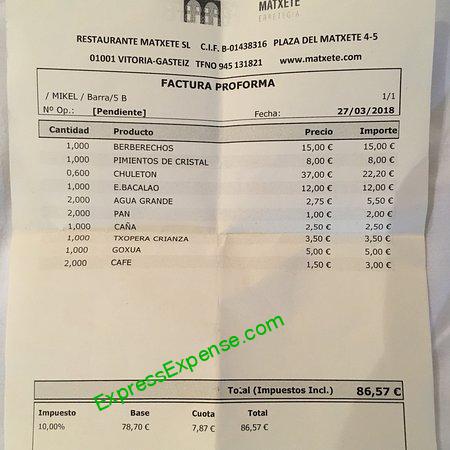 MATXETE
ERRETEGIA
RESTAURANTE MATXETE SL C.I.F. B-01438316 PLAZA DEL MATXETE 4-5
01001 VITORIA-GASTEIZ TFNO 945 131821 www.matxete.com
FACTURA PROFORMA
/ MIKEL / Barra/5 B 1/1
Nº Op.: [Pendiente] Fecha: 27/03/2018
Cantidad Producto Precio Importe
1,000 BERBERECHOS 15,00 € 15,00 €
1,000 PIMIENTOS DE CRISTAL 8,00 € 8,00 €
0,600 CHULETON 37,00 € 22,20 €
1,000 E.BACALAO 12,00 € 12,00 €
2,000 AGUA GRANDE 2,75 € 5,50 €
2,000 PAN 1,00 € 2,00 €
1,000 CAÑA 2,50 € 2,50 €
1,000 TXOPERA CRIANZA 3,50 € 3,50 €
1,000 GOXUA 5,00 € 5,00 €
2,000 CAFE 1,50 € 3,00 €
ExpressExpense.com
Total (Impuestos Incl.) 86,57 €
Impuesto Base Cuota Total
10,00% 78,70 € 7,87 € 86,57 €